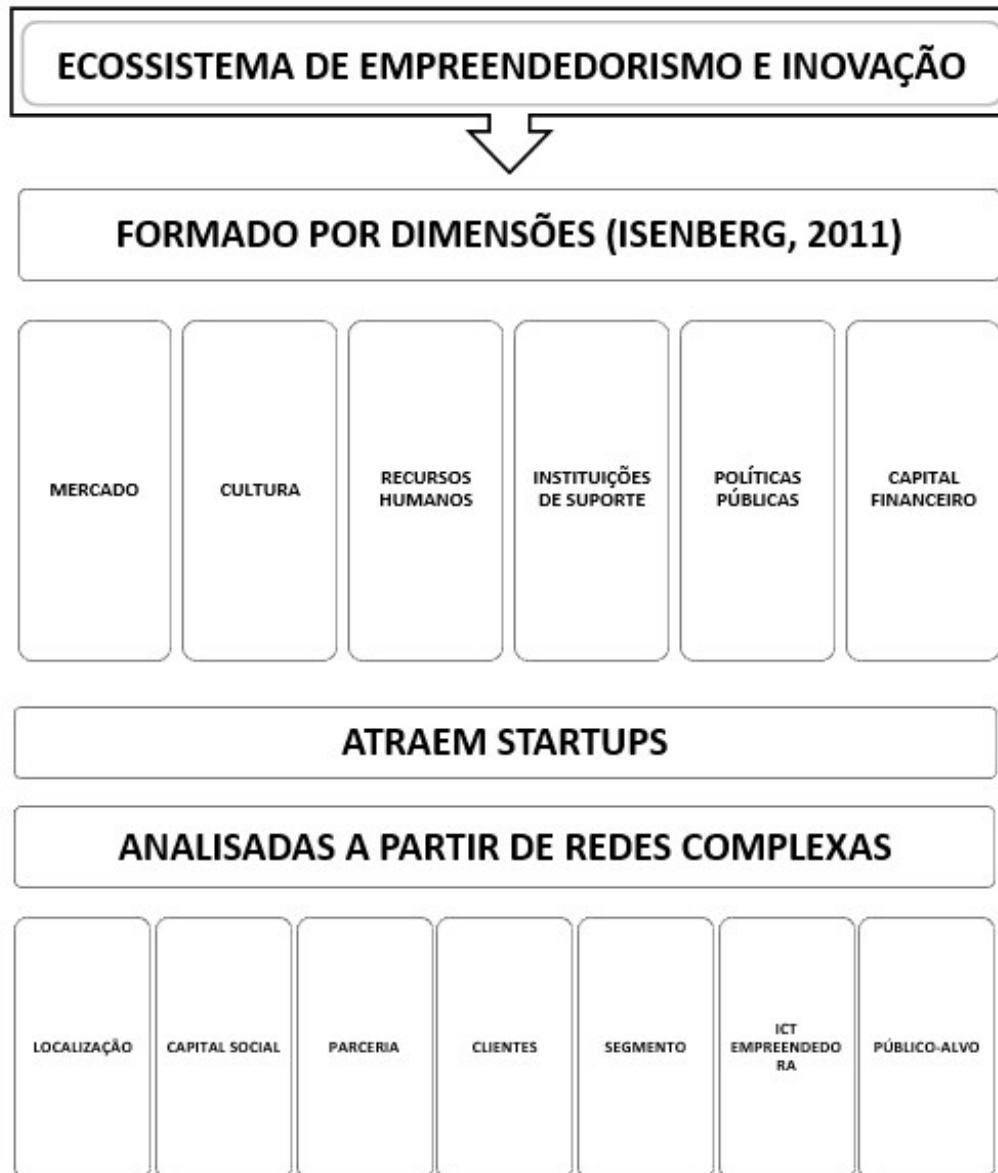 ECOSSISTEMA DE EMPREENDEDORISMO E INOVAÇÃO
FORMADO POR DIMENSÕES (ISENBERG, 2011)
MERCADO
CULTURA
RECURSOS
HUMANOS
INSTITUIÇÕES
DE SUPORTE
POLÍTICAS
PÚBLICAS
CAPITAL
FINANCEIRO
ATRAEM STARTUPS
ANALISADAS A PARTIR DE REDES COMPLEXAS
LOCALIZAÇÃO
CAPITAL SOCIAL
PARCERIA
CLIENTES
SEGMENTO
ICT
EMPREENDEDO
RA
PÚBLICO-ALVO